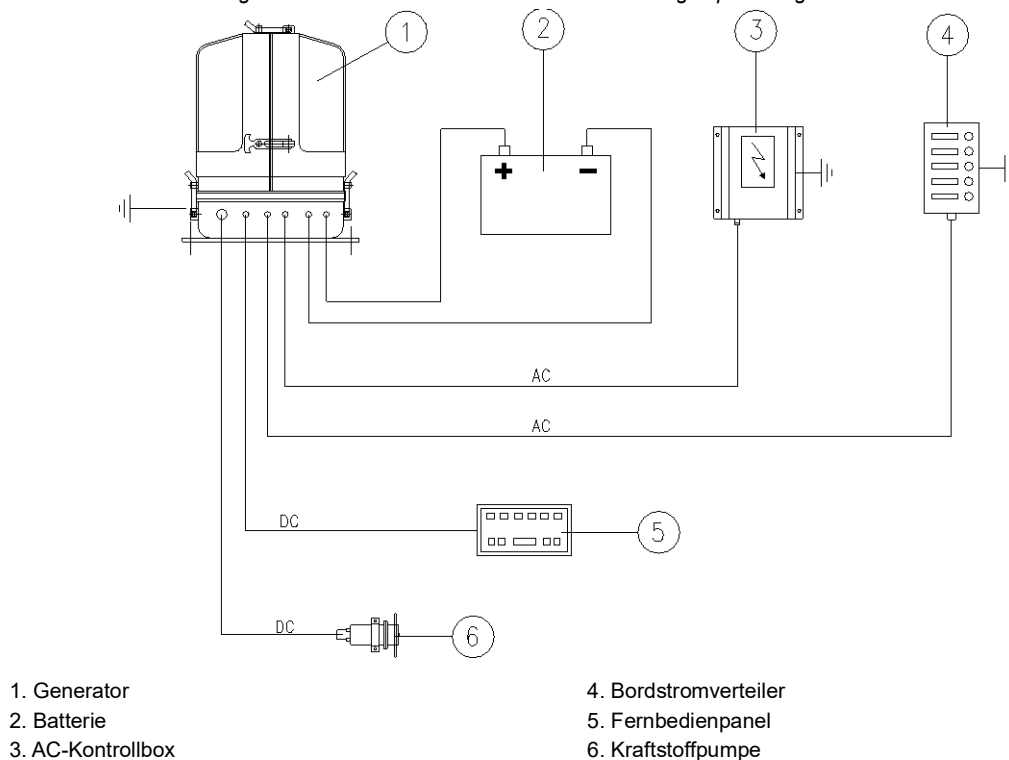 1
2
3
4
+ −
AC
AC
DC
5
DC
6
1. Generator
2. Batterie
3. AC-Kontrollbox
4. Bordstromverteiler
5. Fernbedienpanel
6. Kraftstoffpumpe